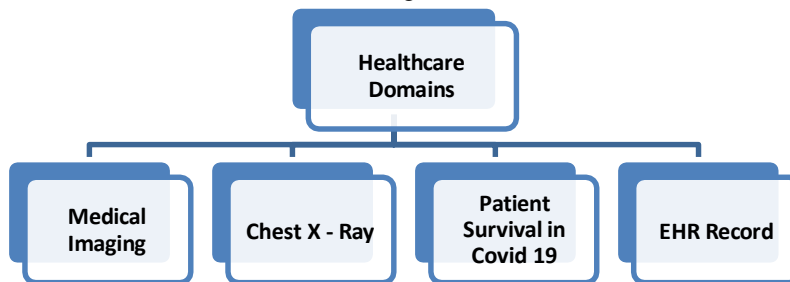 Healthcare
Domains
Medical
Imaging
Chest X - Ray
Patient
Survival in
Covid 19
EHR Record